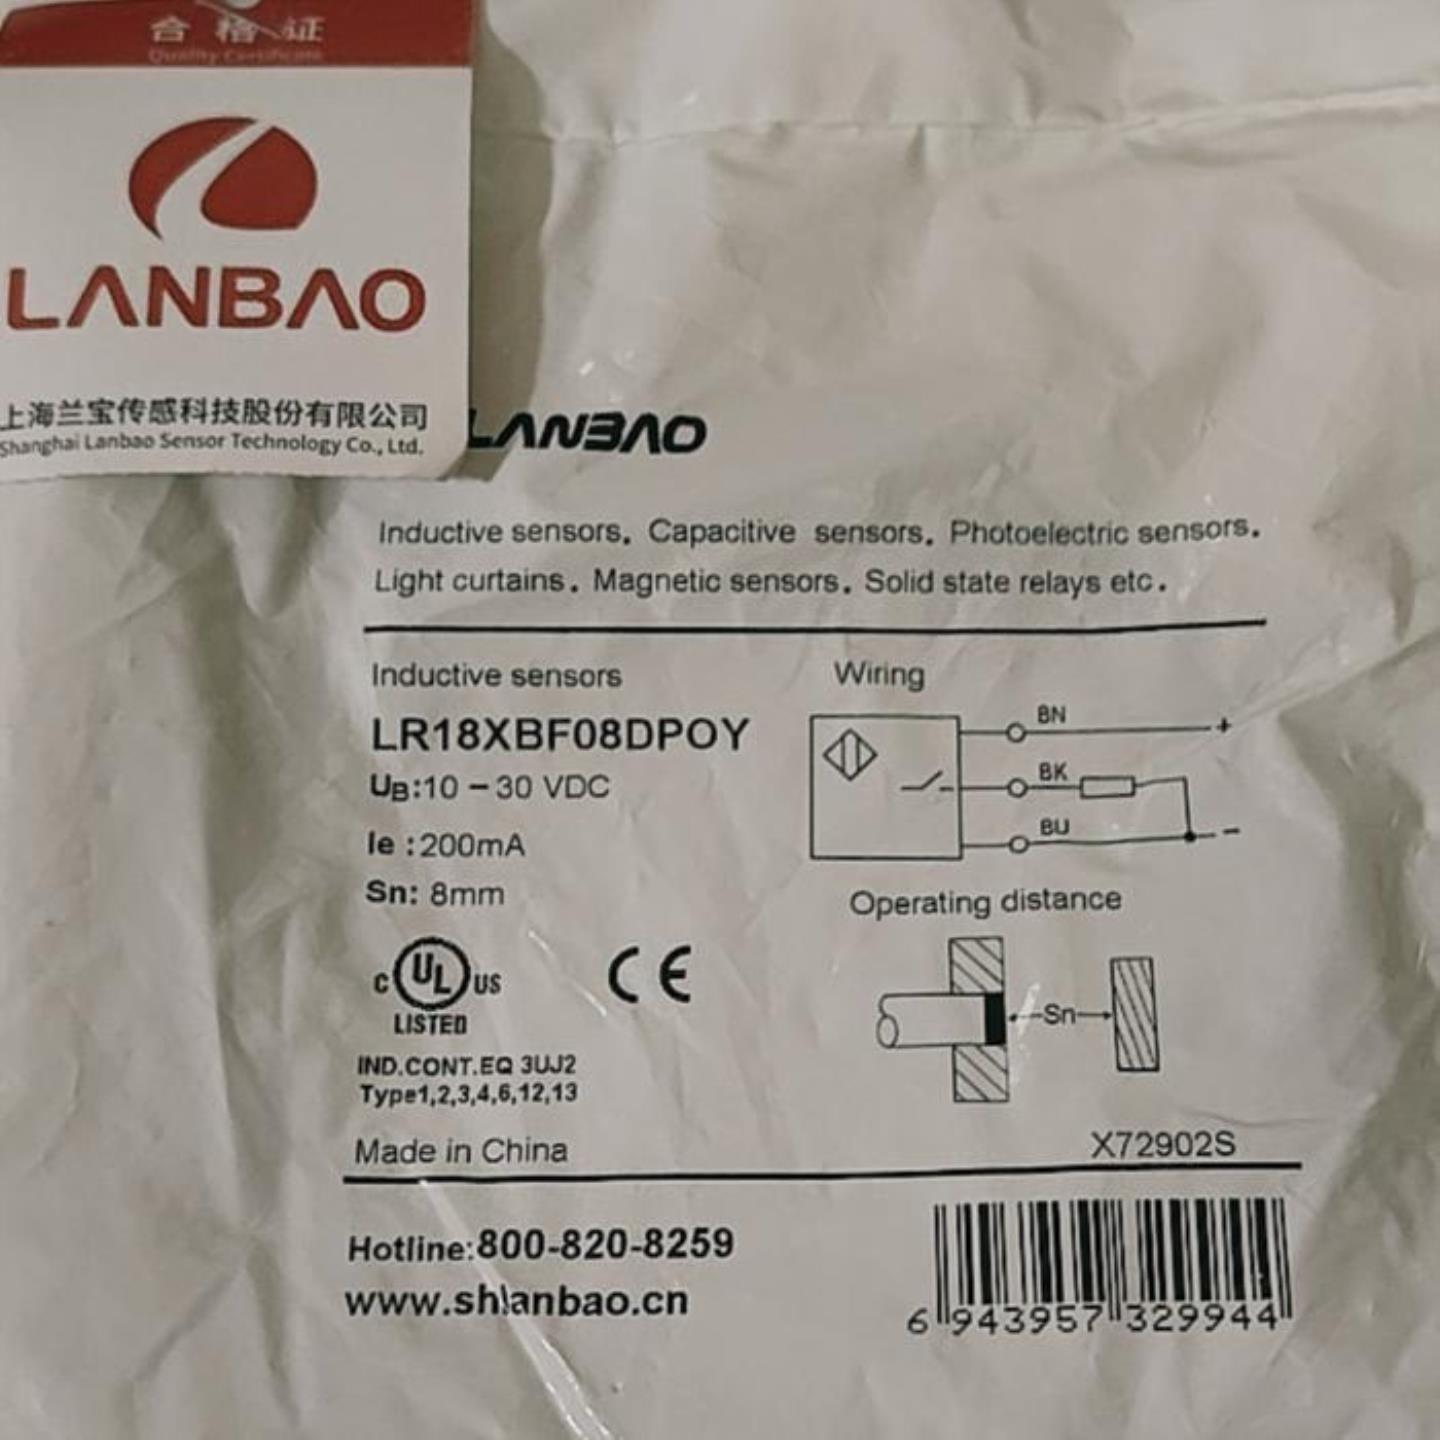 合格证
Quality Certificate
LANBAO
上海兰宝传感科技股份有限公司
Shanghai Lanbao Sensor Technology Co., Ltd.
LANBAO
Inductive sensors. Capacitive sensors. Photoelectric sensors.
Light curtains. Magnetic sensors. Solid state relays etc.
Inductive sensors
LR18XBF08DPOY
UB:10 – 30 VDC
Ie :200mA
Sn: 8mm
C UL US
LISTED
CE
IND.CONT.EQ 3UJ2
Type1,2,3,4,6,12,13
Made in China
Wiring
BN +
BK
BU –
Operating distance
Sn
X72902S
Hotline:800-820-8259
www.shlanbao.cn
6 943957 329944